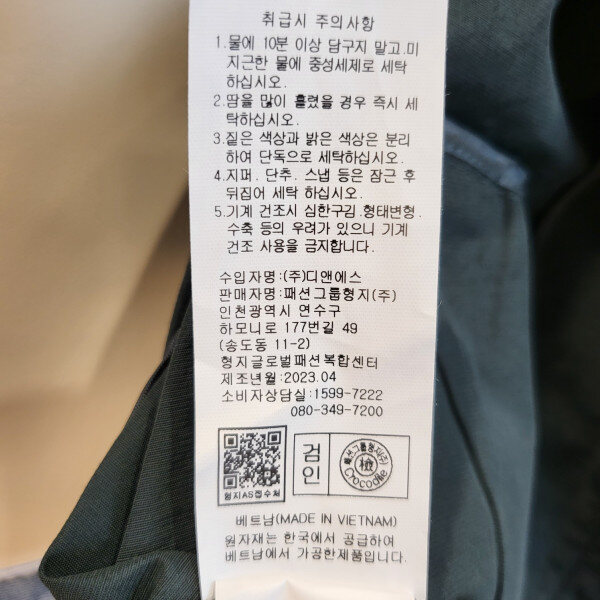 취급시 주의사항
1.물에 10분 이상 담구지 말고.미
지근한 물에 중성세제로 세탁
하십시오.
2.땀을 많이 흘렸을 경우 즉시 세
탁하십시오.
3.짙은 색상과 밝은 색상은 분리
하여 단독으로 세탁하십시오.
4.지퍼. 단추. 스냅 등은 잠근 후
뒤집어 세탁 하십시오.
5.기계 건조시 심한구김.형태변형.
수축 등의 우려가 있으니 기계
건조 사용을 금지합니다.
수입자명:(주)디앤에스
판매자명:패션그룹형지(주)
인천광역시 연수구
하모니로 177번길 49
(송도동 11-2)
형지글로벌패션복합센터
제조년월:2023.04
소비자상담실:1599-7222
080-349-7200
형지AS접수처
검인
패션그룹형지(주)
檢
Crocodile
베트남(MADE IN VIETNAM)
원자재는 한국에서 공급하여
베트남에서 가공한제품입니다.